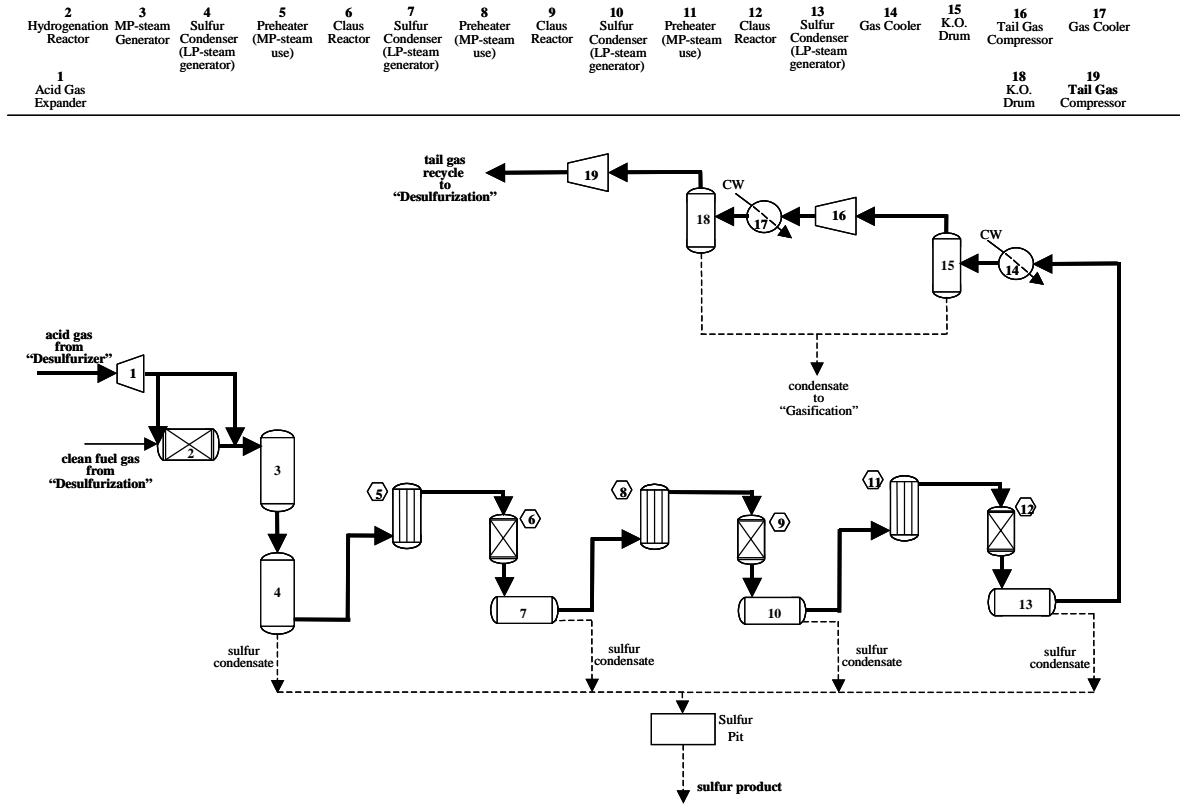 2
Hydrogenation
Reactor
3
MP-steam
Generator
4
Sulfur
Condenser
(LP-steam
generator)
5
Preheater
(MP-steam
use)
6
Claus
Reactor
7
Sulfur
Condenser
(LP-steam
generator)
8
Preheater
(MP-steam
use)
9
Claus
Reactor
10
Sulfur
Condenser
(LP-steam
generator)
11
Preheater
(MP-steam
use)
12
Claus
Reactor
13
Sulfur
Condenser
(LP-steam
generator)
14
Gas Cooler
15
K.O.
Drum
16
Tail Gas
Compressor
17
Gas Cooler
1
Acid Gas
Expander
18
K.O.
Drum
19
Tail Gas
Compressor
tail gas
recycle
to
“Desulfurization”
19
18
CW
17
16
15
CW
14
acid gas
from
“Desulfurizer”
1
condensate
to
“Gasification”
2
clean fuel gas
from
“Desulfurization”
3
4
5
6
7
8
9
10
11
12
13
sulfur
condensate
sulfur
condensate
sulfur
condensate
sulfur
condensate
Sulfur
Pit
sulfur product